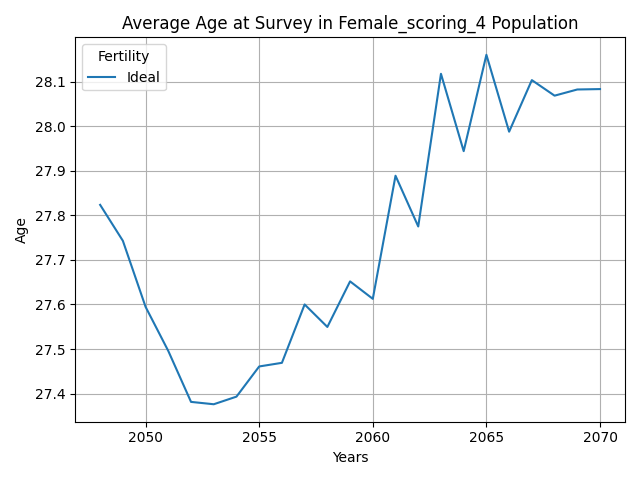 Average Age at Survey in Female_scoring_4 Population
Fertility
Ideal
Age
28.1
28.0
27.9
27.8
27.7
27.6
27.5
27.4
2050 2055 2060 2065 2070
Years